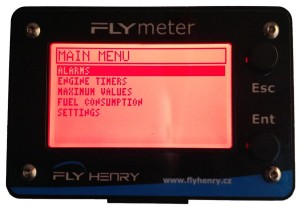 FLYmeter
MAIN MENU
ALARMS
ENGINE TIMERS
MAXIMUM VALUES
FUEL CONSUMPTION
SETTINGS
Esc
Ent
FLY HENRY
www.flyhenry.cz